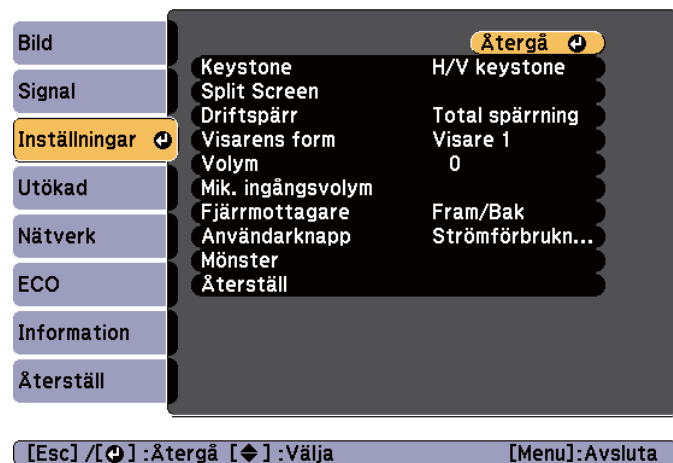 Bild
Signal
Inställningar
Utökad
Nätverk
ECO
Information
Återställ
Återgå
Keystone H/V keystone
Split Screen
Driftspärr Total spärrning
Visarens form Visare 1
Volym 0
Mik. ingångsvolym
Fjärrmottagare Fram/Bak
Användarknapp Strömförbrukn...
Mönster
Återställ
[Esc] /[ ] :Återgå [ ] :Välja [Menu]:Avsluta